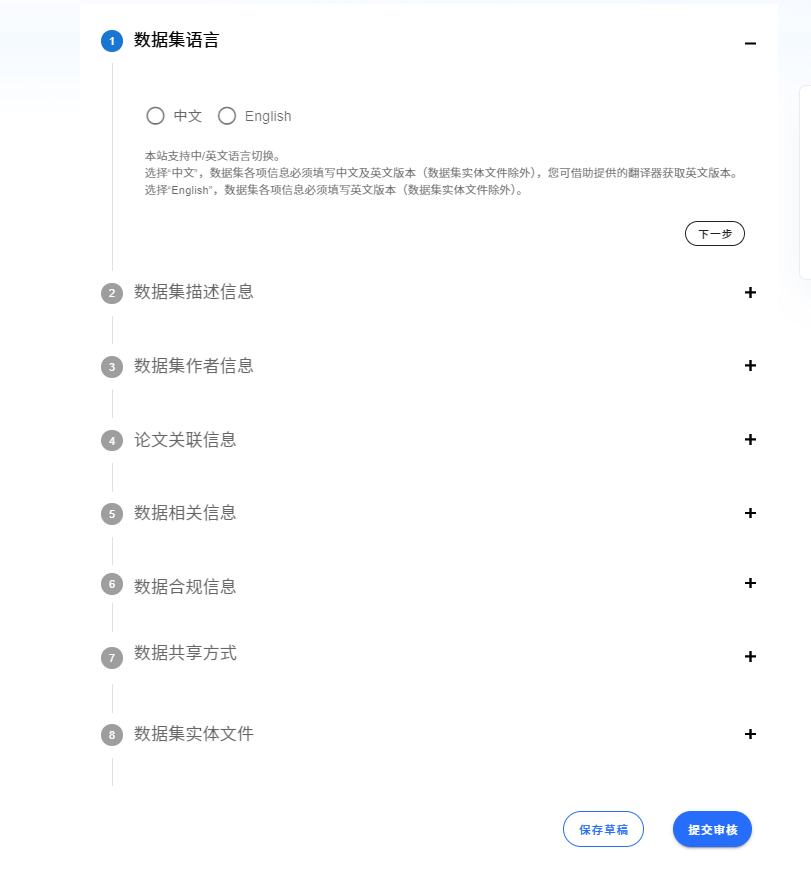 1 数据集语言
中文 English
本站支持中/英文语言切换。
选择“中文”，数据集各项信息必须填写中文及英文版本（数据集实体文件除外），您可借助提供的翻译器获取英文版本。
选择“English”，数据集各项信息必须填写英文版本（数据集实体文件除外）。
下一步
2 数据集描述信息
3 数据集作者信息
4 论文关联信息
5 数据相关信息
6 数据合规信息
7 数据共享方式
8 数据集实体文件
保存草稿 提交审核